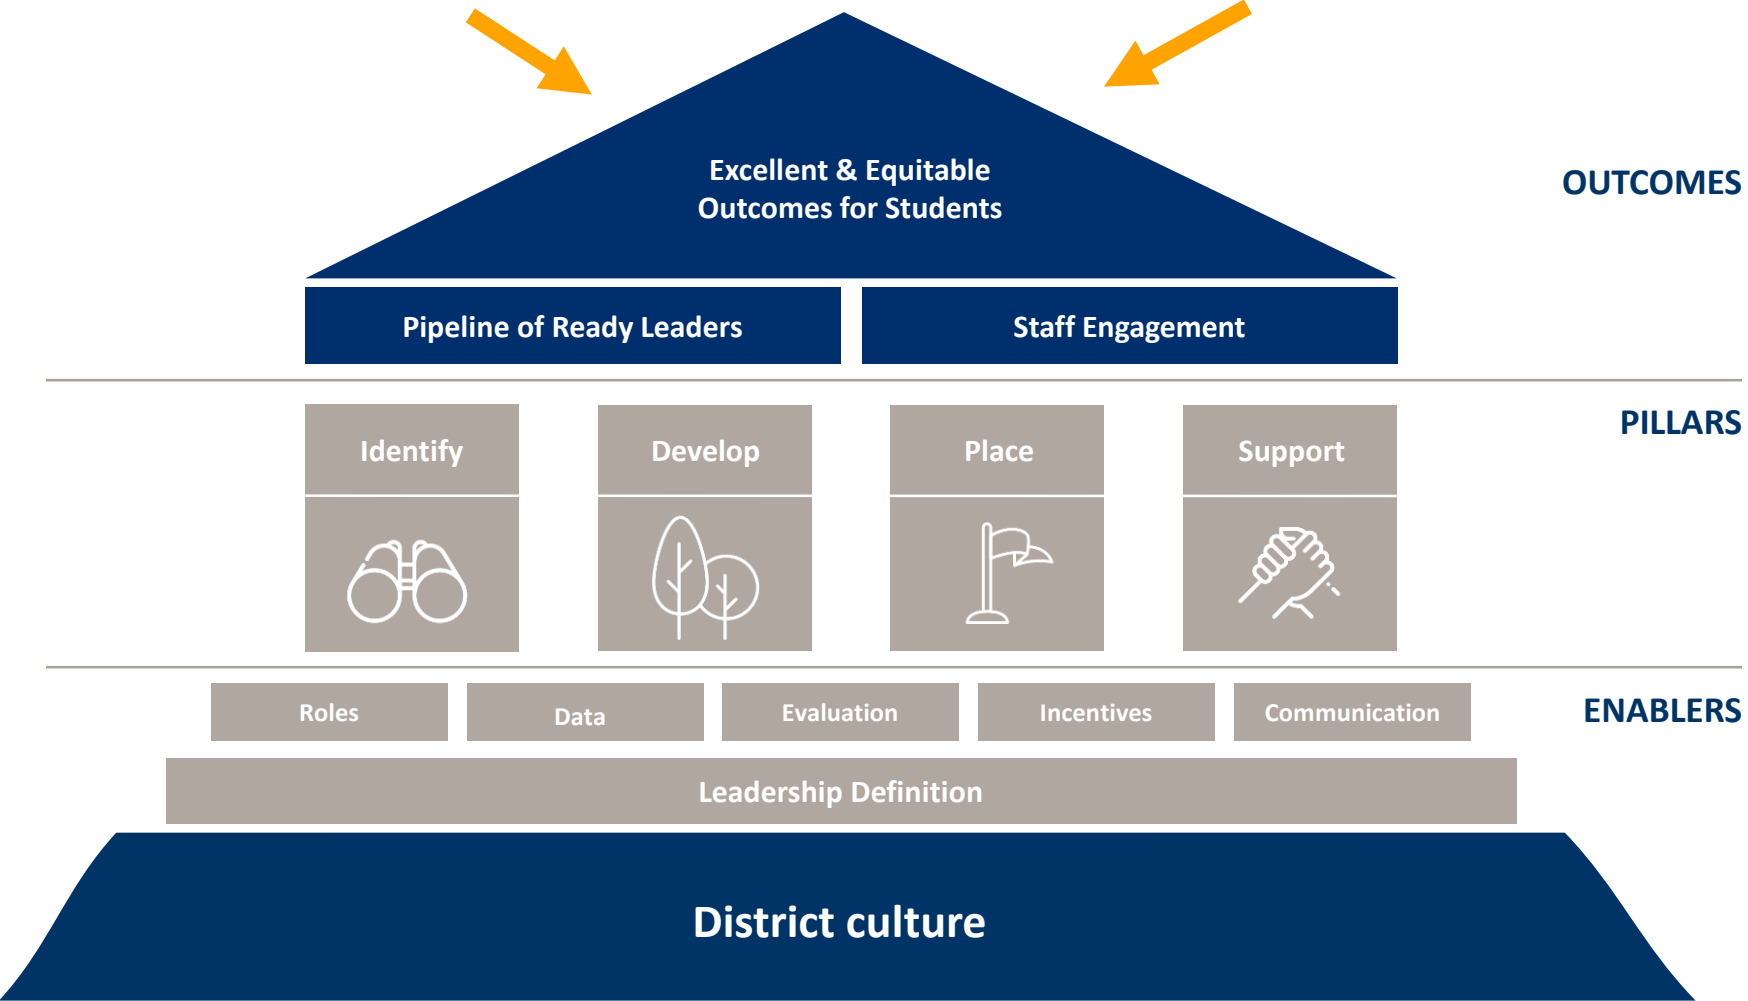 Excellent & Equitable
Outcomes for Students
OUTCOMES
Pipeline of Ready Leaders
Staff Engagement
PILLARS
Identify
Develop
Place
Support
ENABLERS
Roles
Data
Evaluation
Incentives
Communication
Leadership Definition
District culture